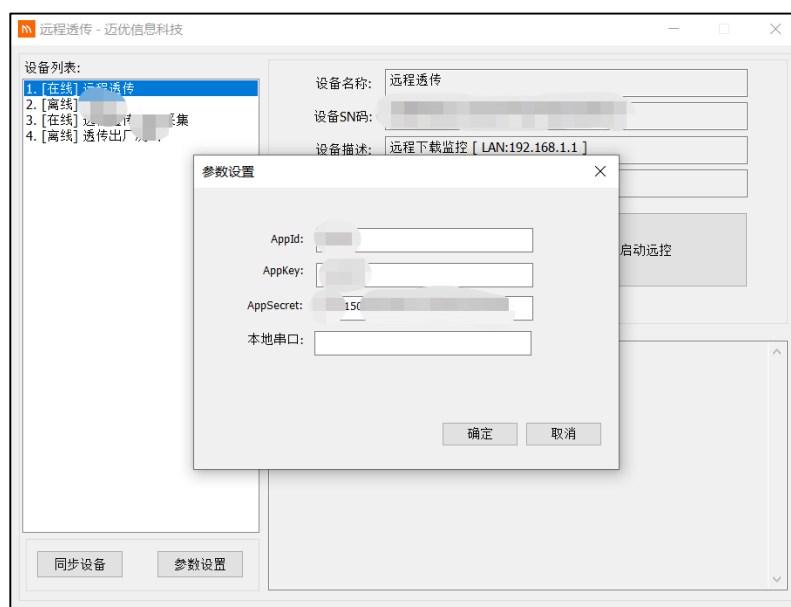 远程透传 - 迈优信息科技
设备列表:
1. [在线] 远程透传
2. [离线]
3. [在线] 采集
4. [离线] 透传出厂
设备名称: 远程透传
设备SN码:
设备描述: 远程下载监控 [ LAN:192.168.1.1 ]
启动远控
参数设置
AppId:
AppKey:
AppSecret: 150
本地串口:
确定 取消
同步设备 参数设置